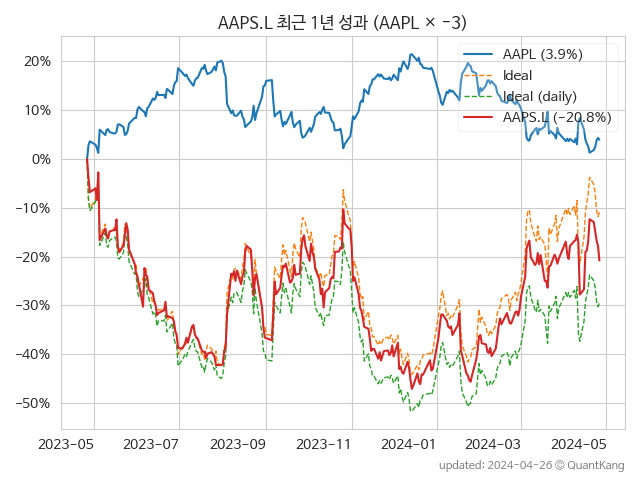 AAPS.L 최근 1년 성과 (AAPL × −3)
AAPL (3.9%)
Ideal
Ideal (daily)
AAPS.L (−20.8%)
20%
10%
0%
−10%
−20%
−30%
−40%
−50%
2023-05 2023-07 2023-09 2023-11 2024-01 2024-03 2024-05
updated: 2024-04-26 © QuantKang